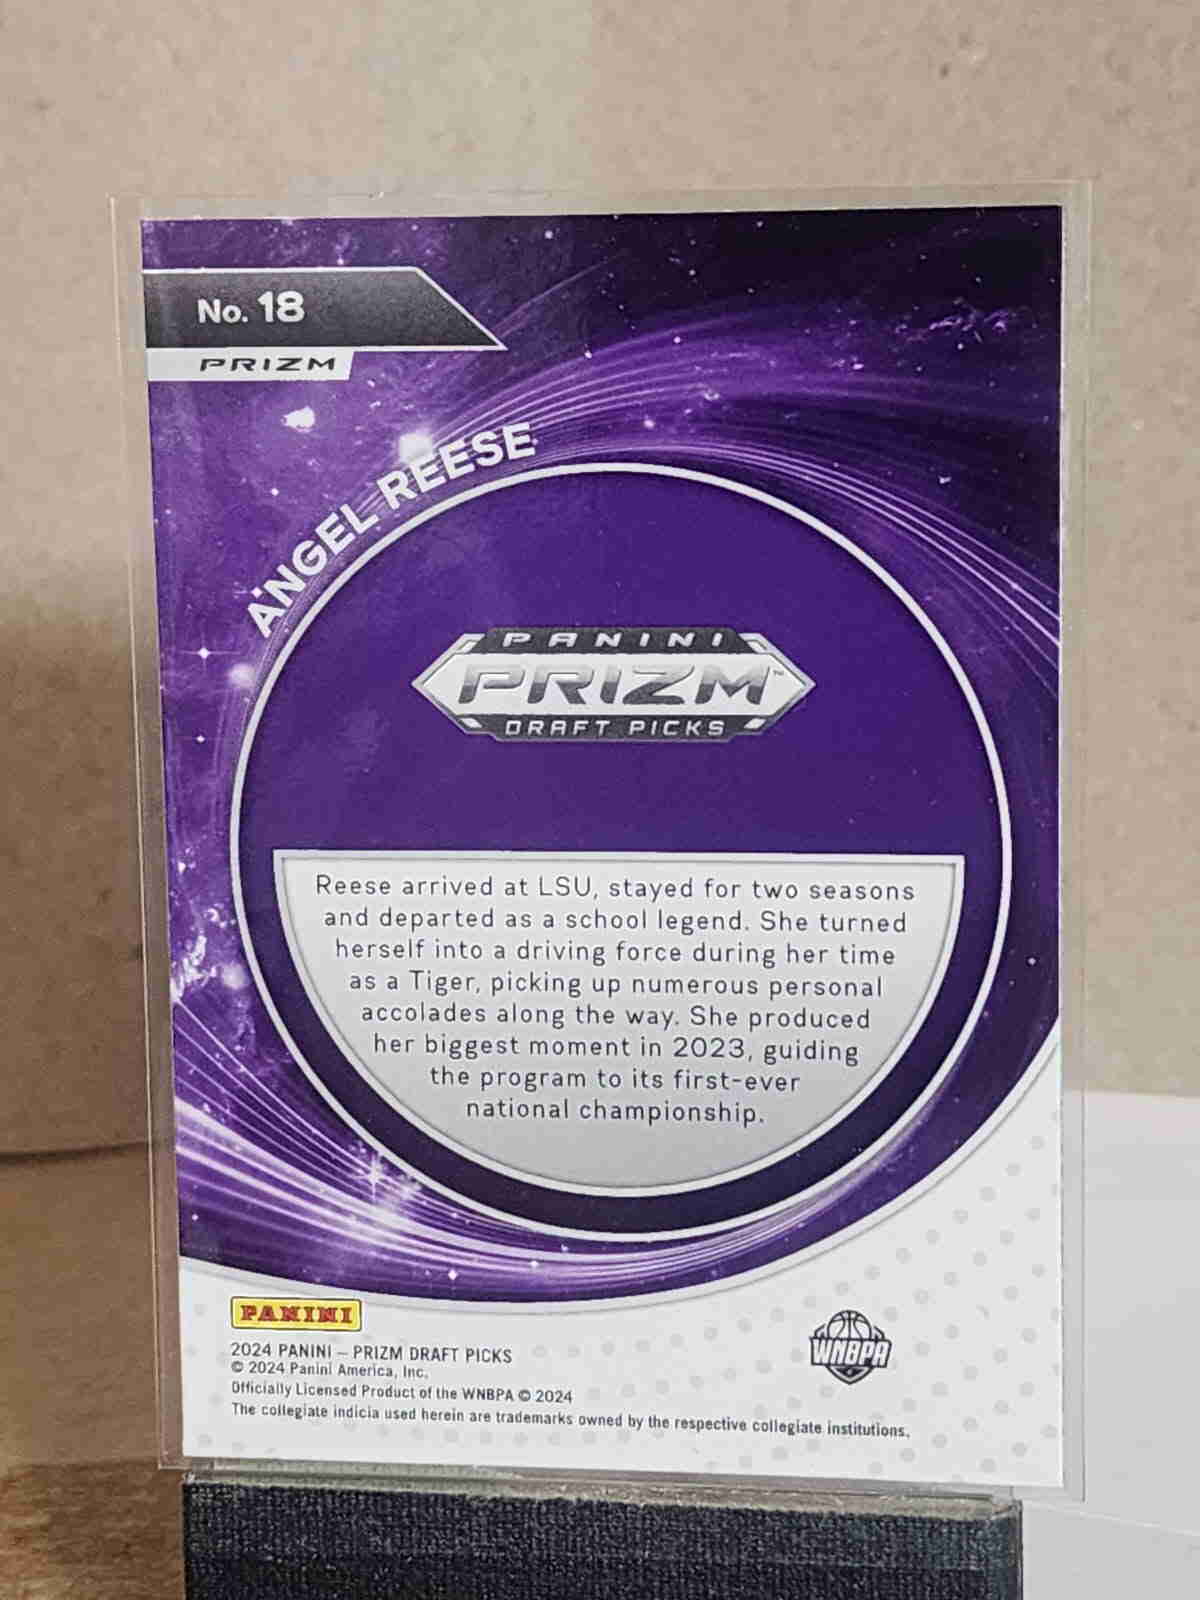 No. 18
PRIZM
ANGEL REESE
PANINI
PRIZM™
DRAFT PICKS
Reese arrived at LSU, stayed for two seasons
and departed as a school legend. She turned
herself into a driving force during her time
as a Tiger, picking up numerous personal
accolades along the way. She produced
her biggest moment in 2023, guiding
the program to its first-ever
national championship.
PANINI
2024 PANINI – PRIZM DRAFT PICKS
© 2024 Panini America, Inc.
Officially Licensed Product of the WNBPA © 2024
The collegiate indicia used herein are trademarks owned by the respective collegiate institutions.
WNBPA